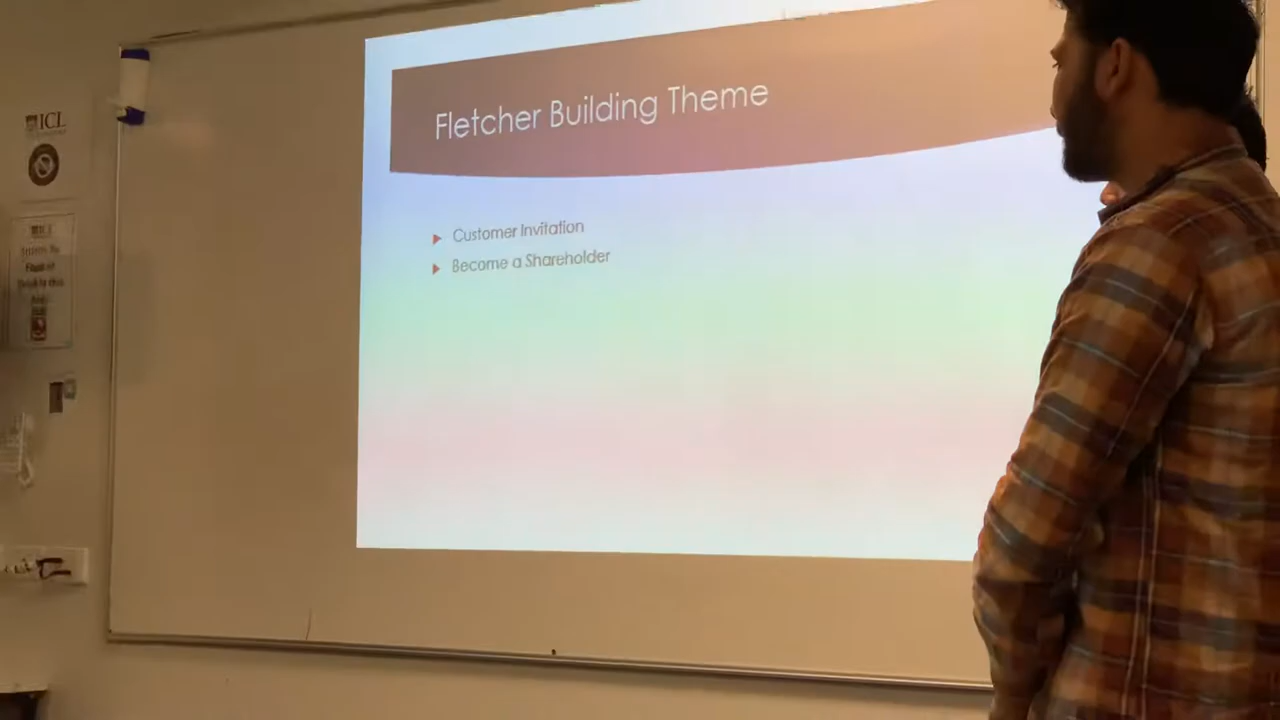 Fletcher Building Theme
Customer Invitation
Become a Shareholder
ICL